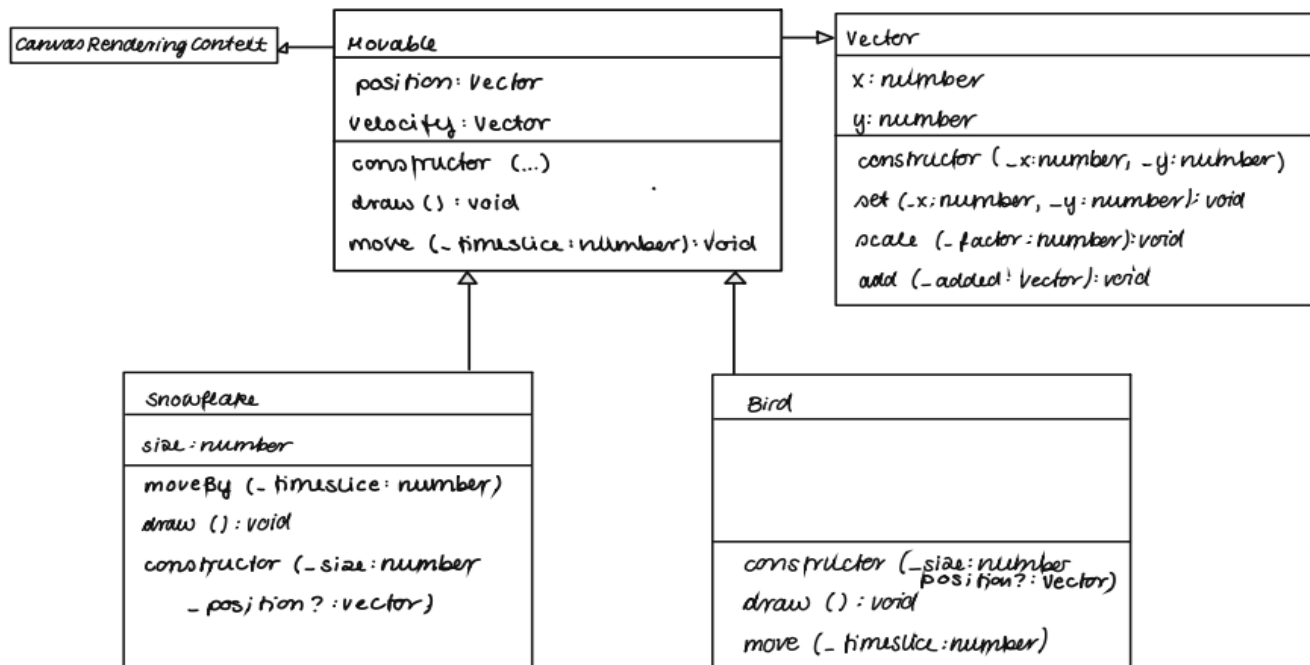 Canvas Rendering Context
Movable
position: Vector
velocity: Vector
constructor (...)
draw () : void
move (_timeslice: number): void
Vector
x: number
y: number
constructor (_x: number, _y: number)
set (_x: number, _y: number): void
scale (_factor: number): void
add (_added: Vector): void
Snowflake
size: number
moveBy (_timeslice: number)
draw (): void
constructor (_size: number
_position?: vector)
Bird
constructor (_size: number
position?: Vector)
draw () : void
move (_timeslice: number)